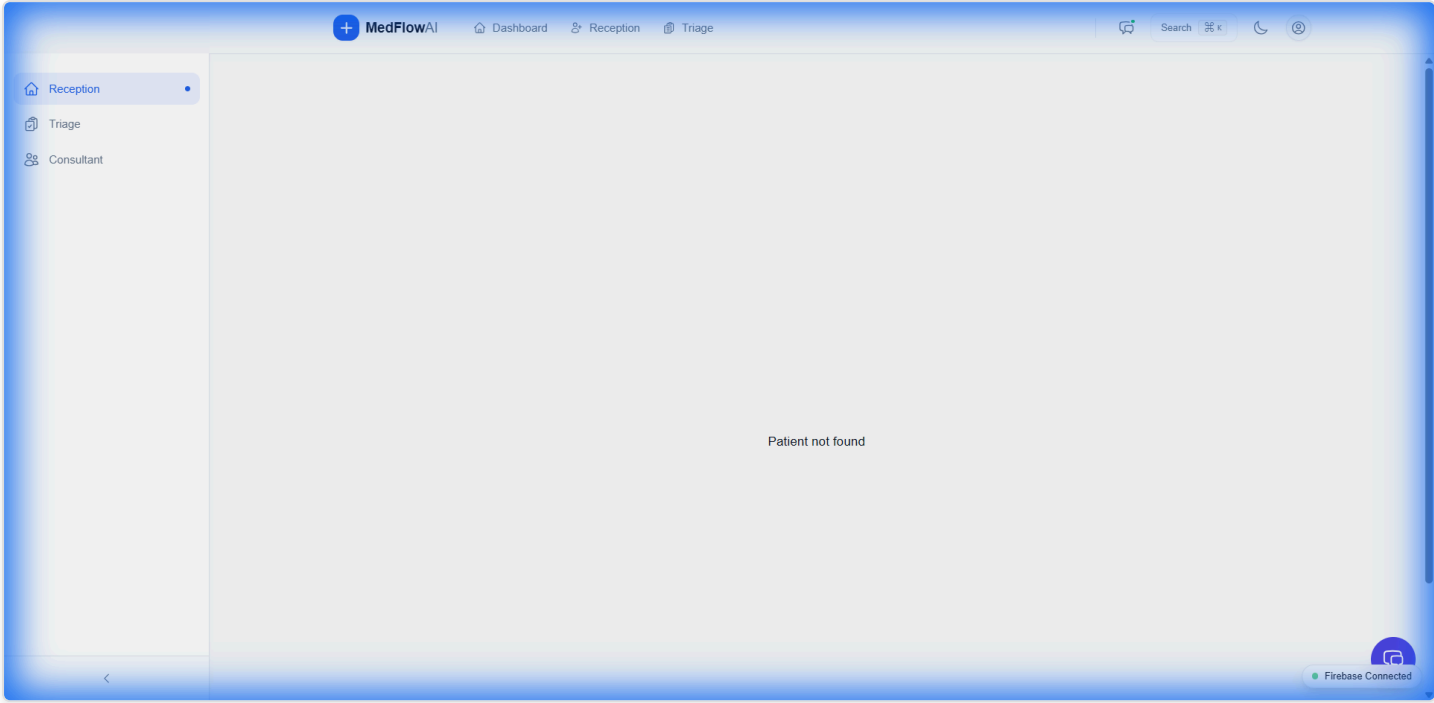 MedFlowAI
Dashboard
Reception
Triage
Search ⌘ K
Reception
Triage
Consultant
Patient not found
Firebase Connected